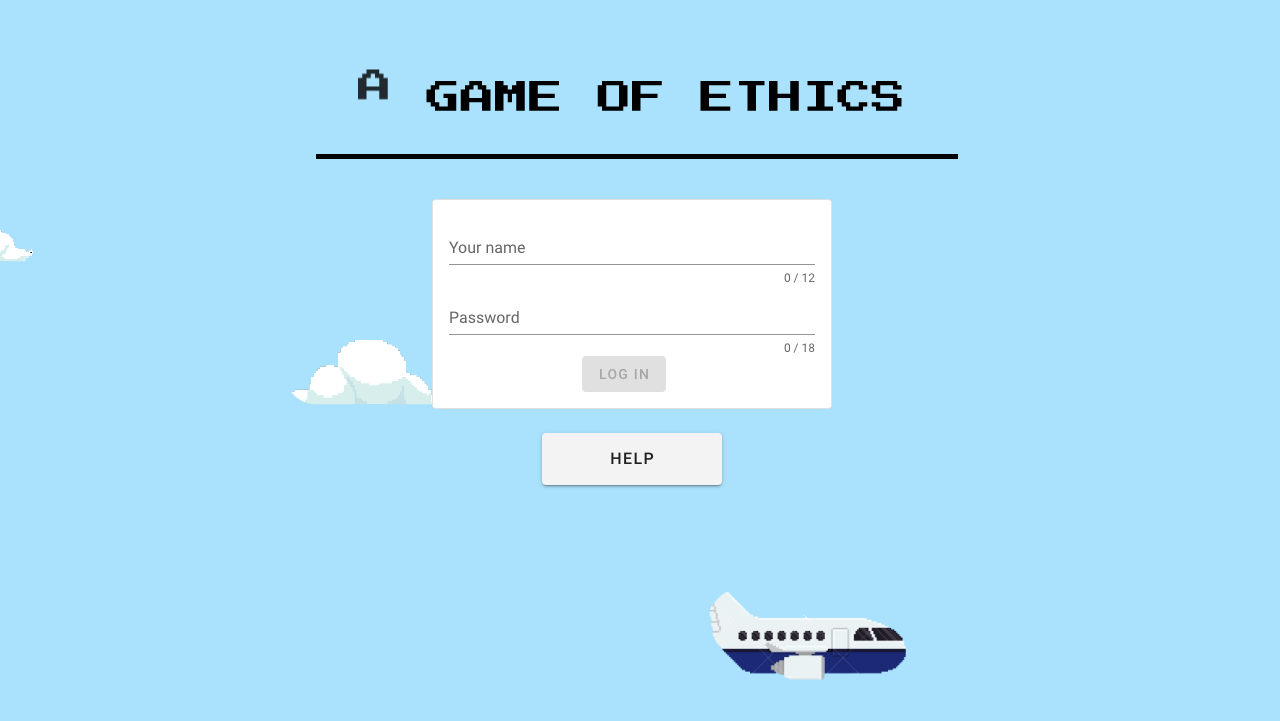 A GAME OF ETHICS
Your name
0 / 12
Password
0 / 18
LOG IN
HELP